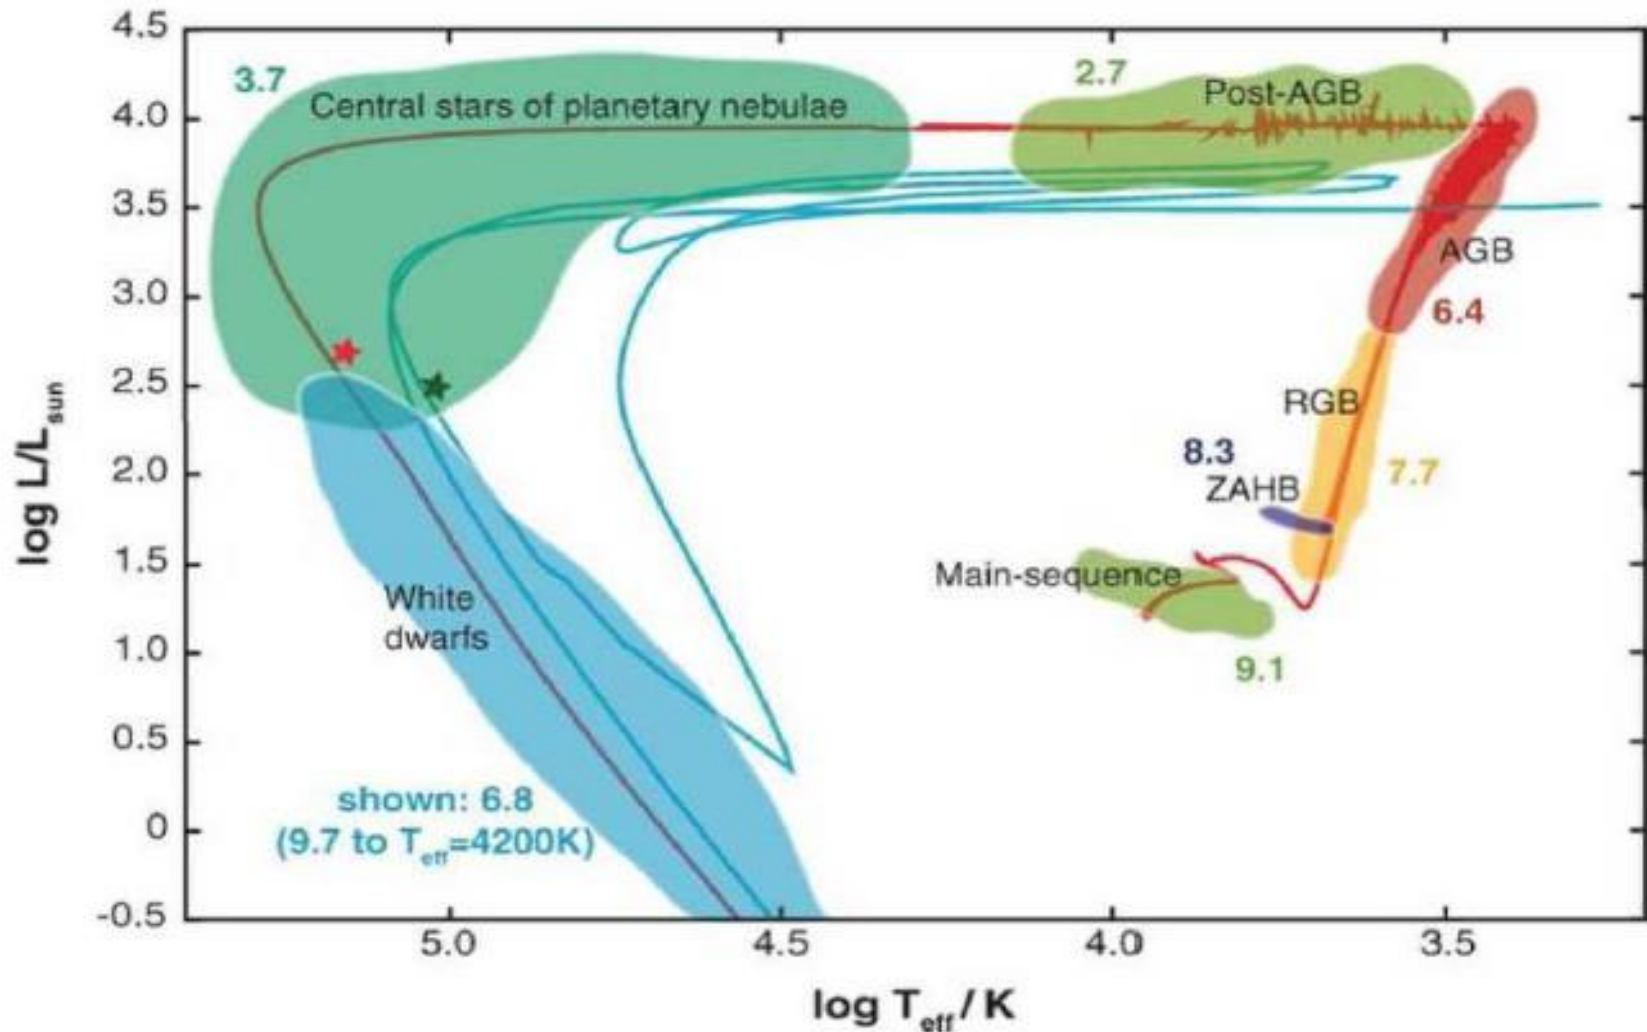 4.5
4.0
3.5
3.0
2.5
2.0
1.5
1.0
0.5
0
-0.5
log L/Lsun
3.7
Central stars of planetary nebulae
2.7
Post-AGB
AGB
6.4
RGB
8.3
ZAHB
7.7
Main-sequence
9.1
White
dwarfs
shown: 6.8
(9.7 to Teff=4200K)
5.0
4.5
4.0
3.5
log Teff / K